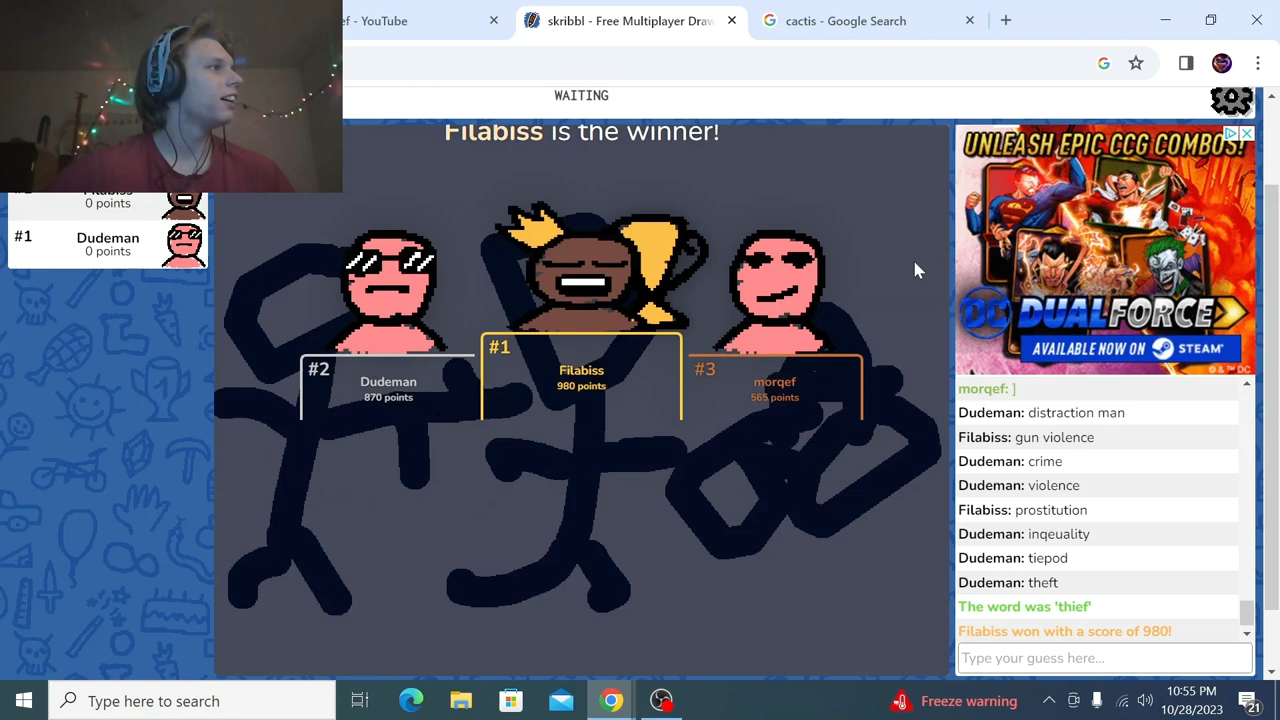 ef - YouTube
skribbl - Free Multiplayer Draw
cactis - Google Search
WAITING
Filabiss is the winner!
Filabiss
0 points
#1
Dudeman
0 points
#2
Dudeman
870 points
#1
Filabiss
980 points
#3
morqef
565 points
UNLEASH EPIC CCG COMBOS!
DC DUAL FORCE
AVAILABLE NOW ON STEAM
morqef: ]
Dudeman: distraction man
Filabiss: gun violence
Dudeman: crime
Dudeman: violence
Filabiss: prostitution
Dudeman: inqeuality
Dudeman: tiepod
Dudeman: theft
The word was 'thief'
Filabiss won with a score of 980!
Type your guess here...
Type here to search
Freeze warning
10:55 PM
10/28/2023
21